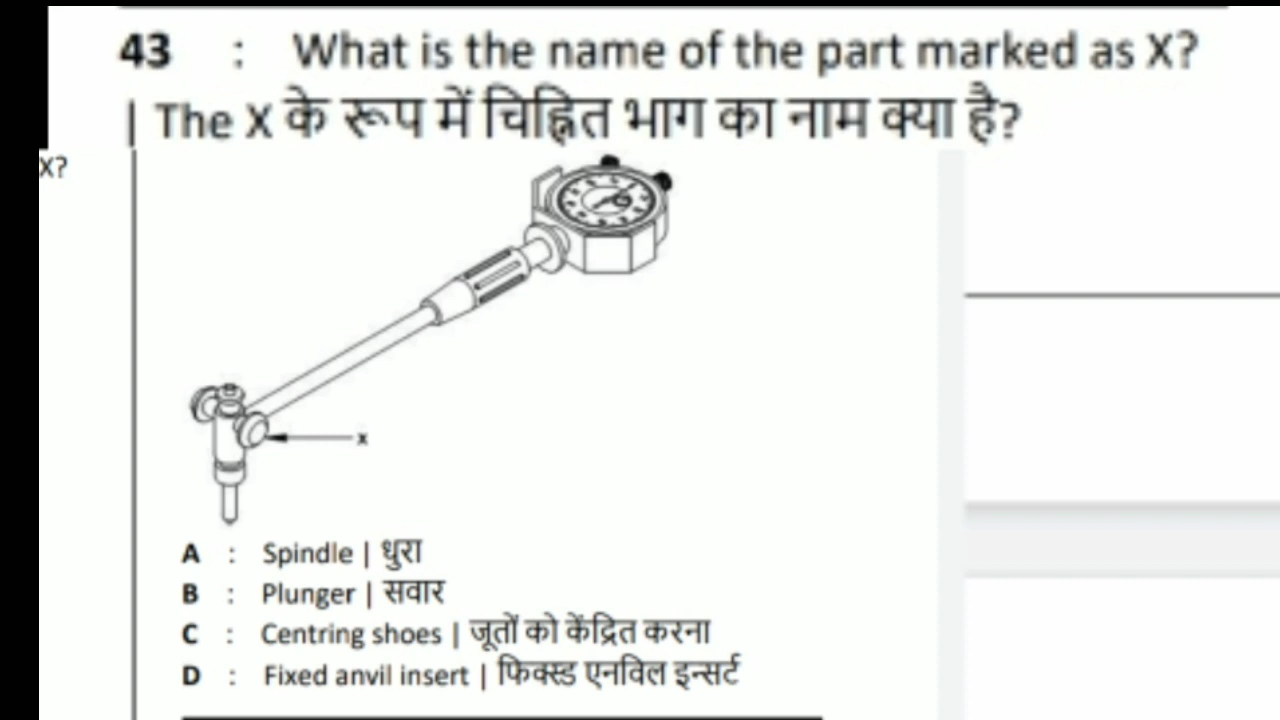 43 : What is the name of the part marked as X?
| The X के रूप में चिह्नित भाग का नाम क्या है?
X?
X
A : Spindle | धुरा
B : Plunger | सवार
C : Centring shoes | जूतों को केंद्रित करना
D : Fixed anvil insert | फिक्स्ड एनविल इन्सर्ट